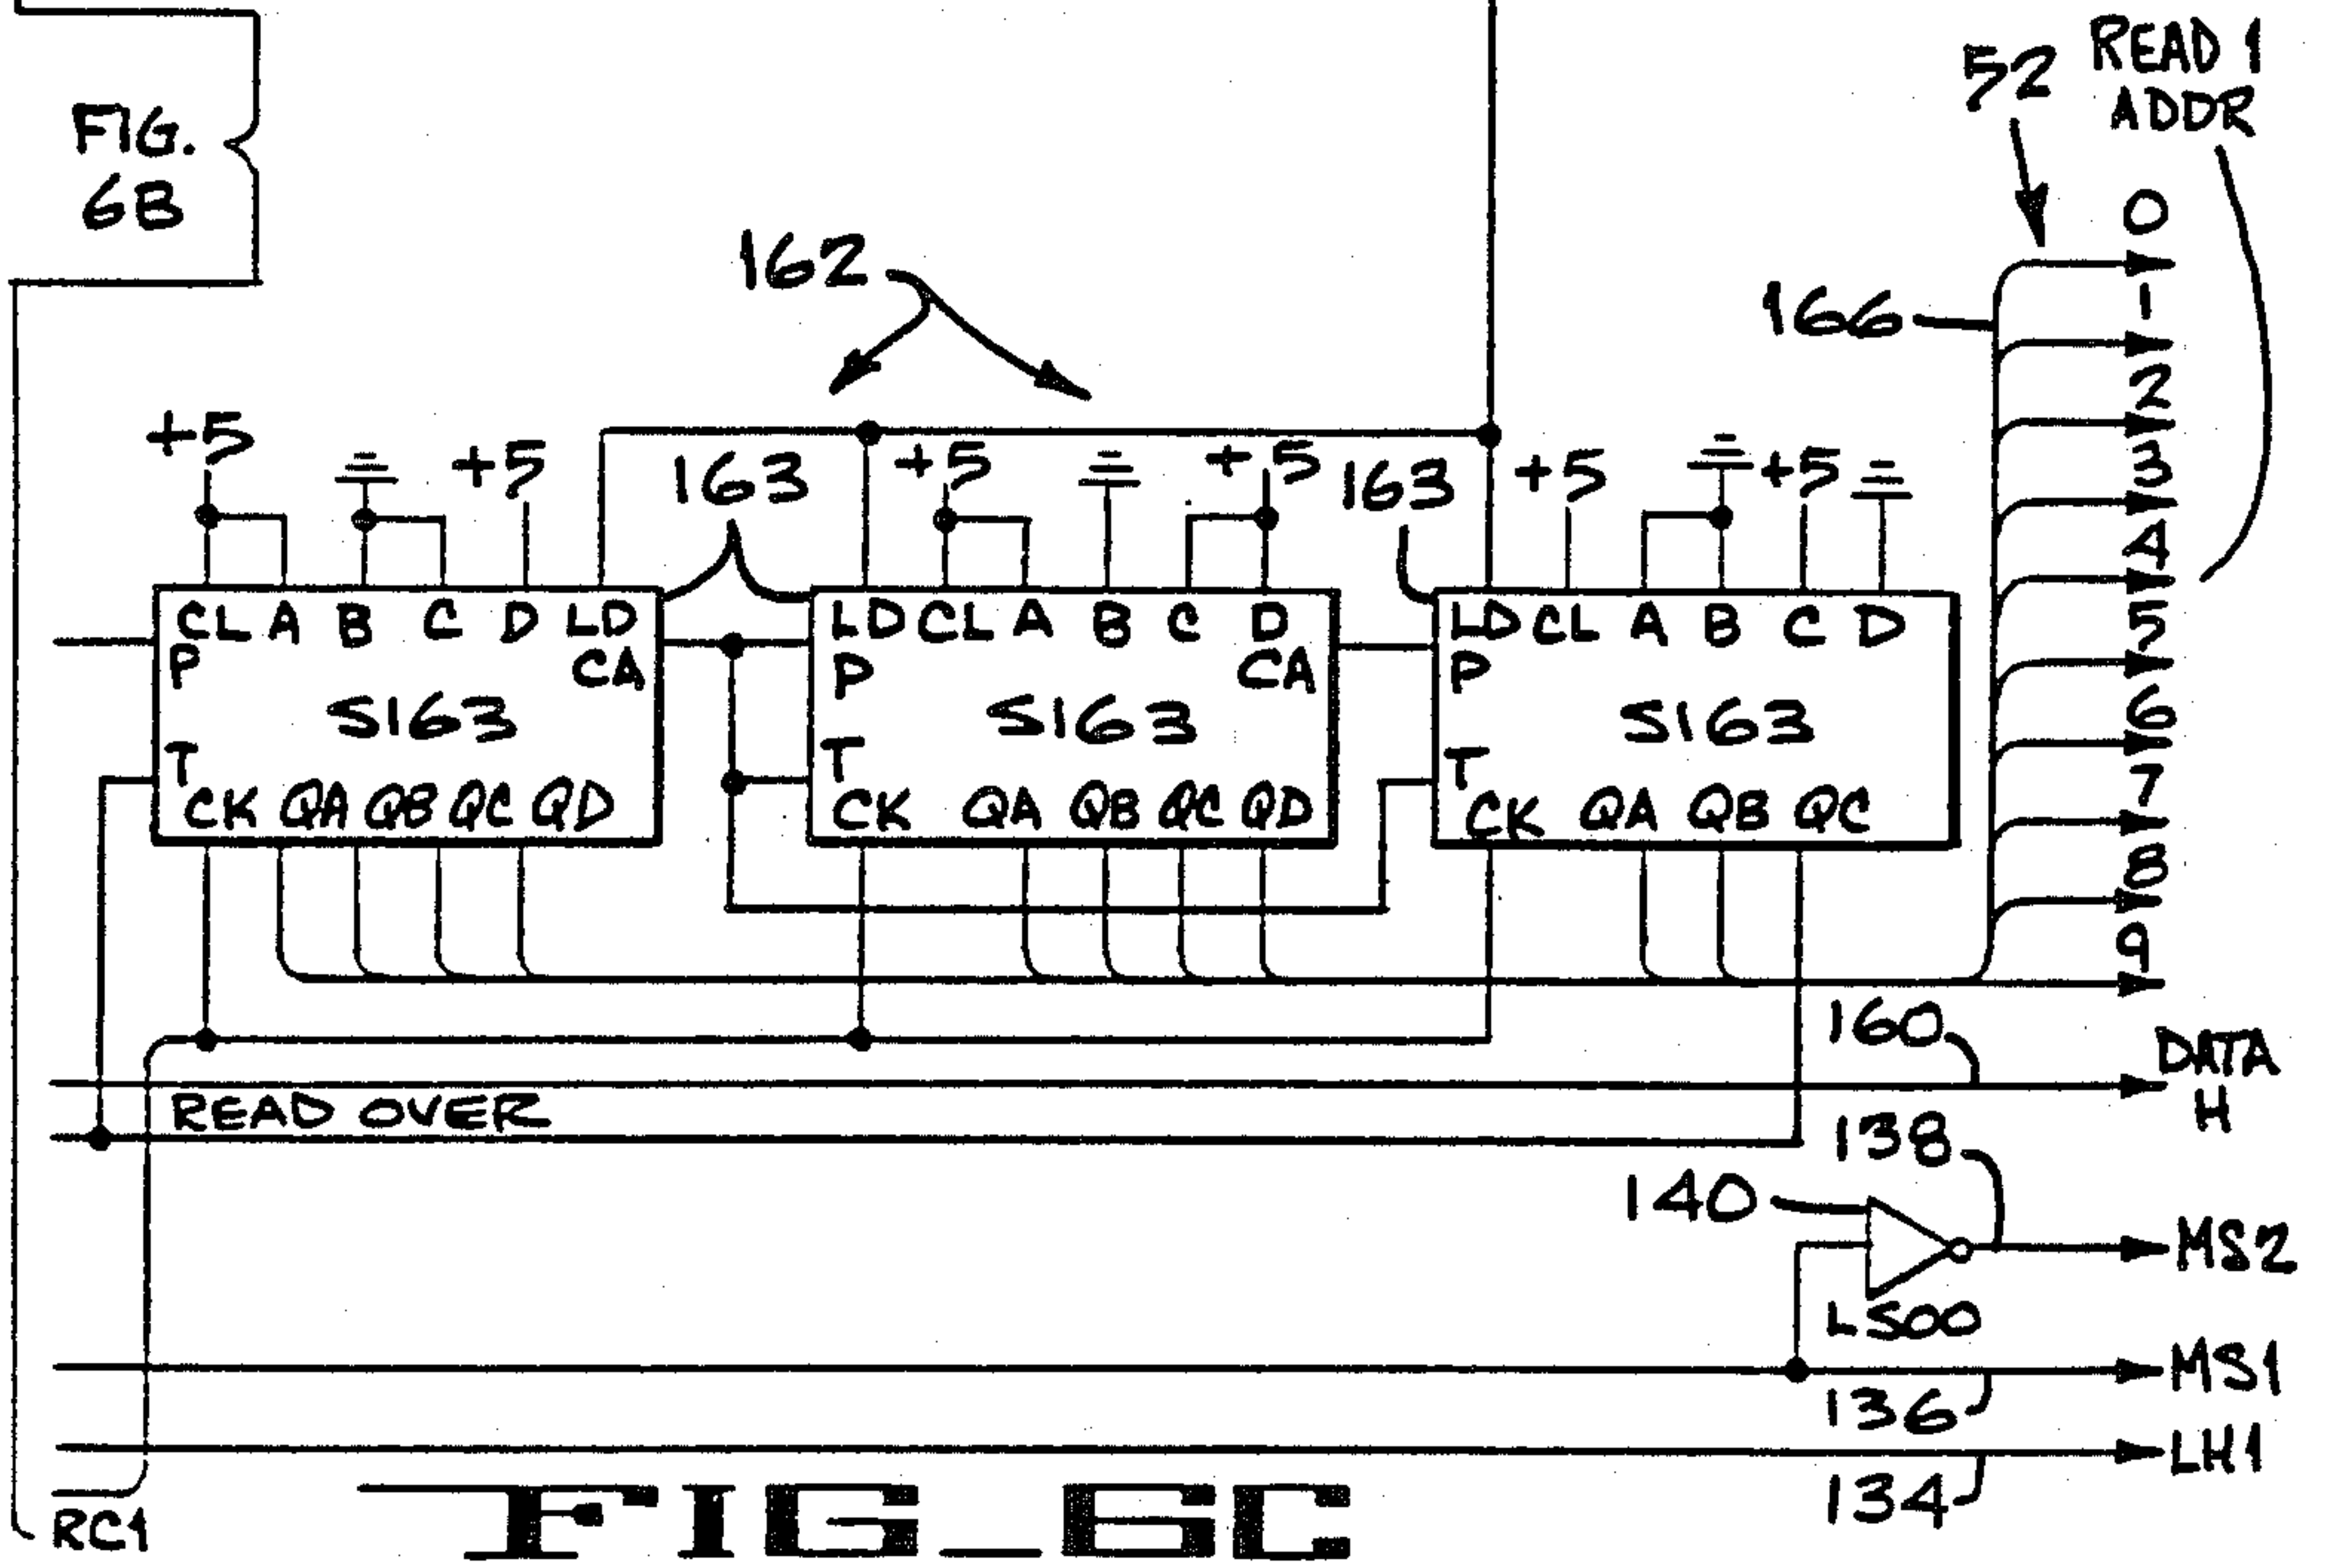 READ 1
ADDR
52
FIG.
6B
0
162
166
1
2
+5
+5
163
+5
+5
163
+5
+5
3
4
CL A B C D LD
LD CL A B C D
LD CL A B C D
5
P CA
P CA
P
S163
S163
S163
6
T
T
T
7
CK QA QB QC QD
CK QA QB QC QD
CK QA QB QC
8
9
160
DATA
H
READ OVER
138
140
MS2
LS00
MS1
136
LH1
134
RC1
FIG_6C